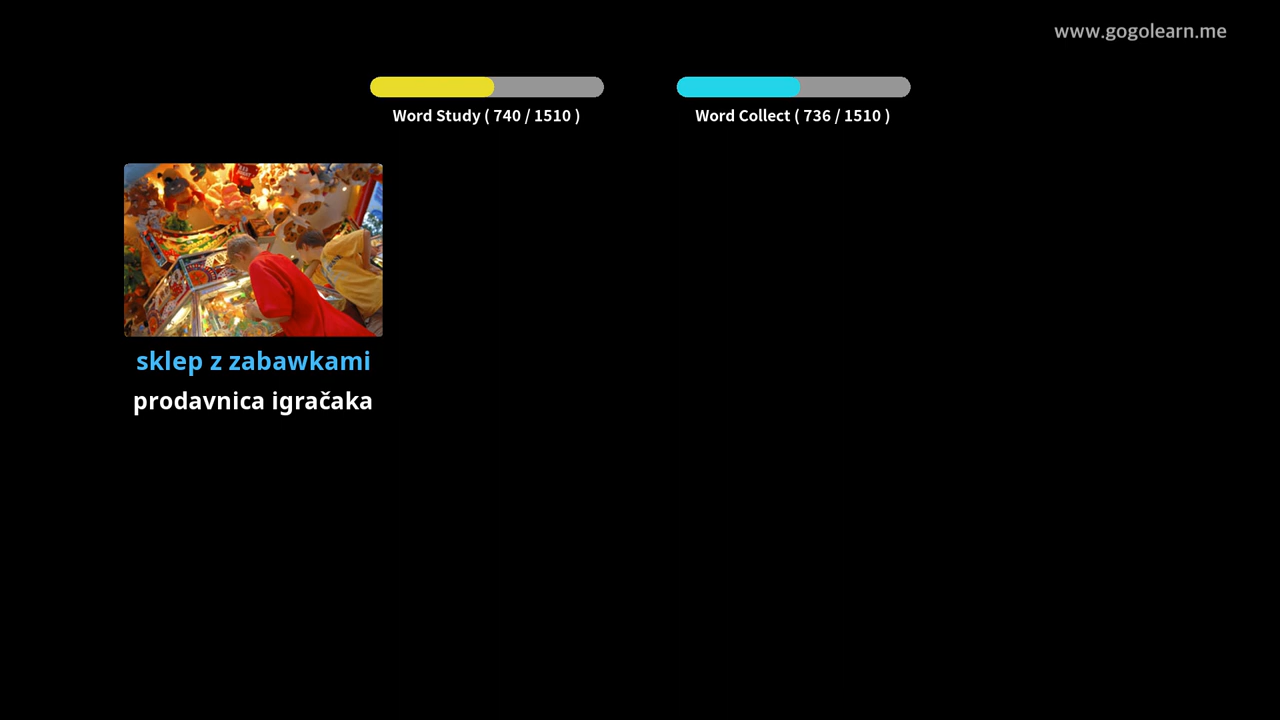 www.gogolearn.me
Word Study ( 740 / 1510 )
Word Collect ( 736 / 1510 )
sklep z zabawkami
prodavnica igračaka